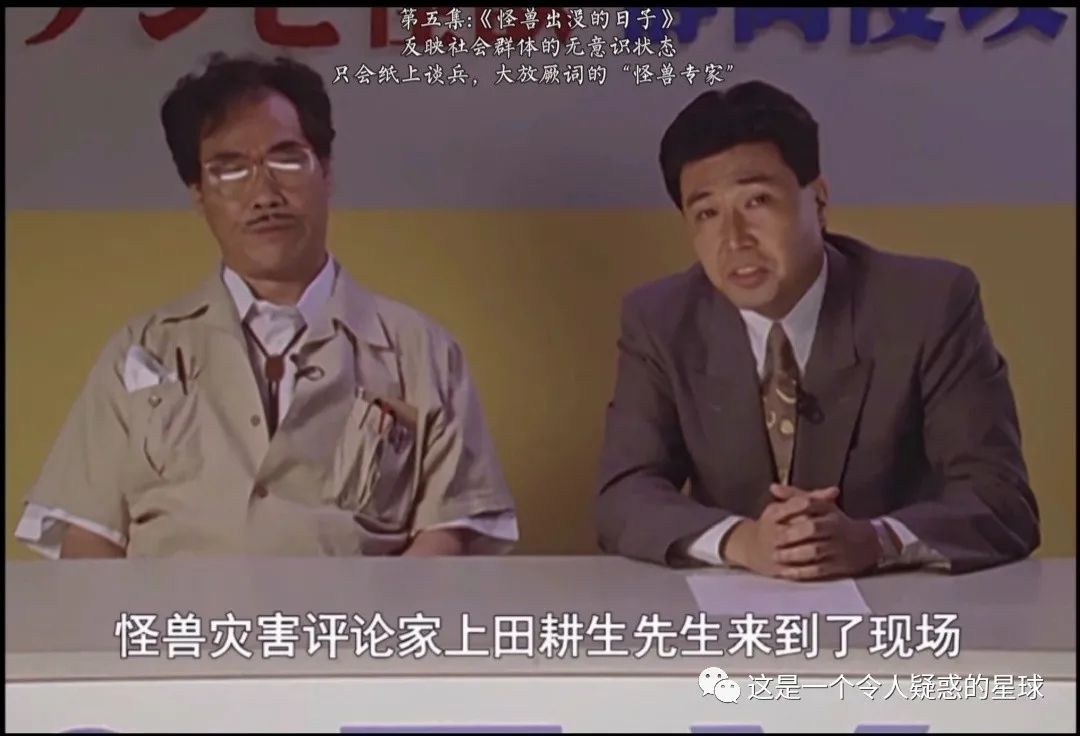 第五集:《怪兽出没的日子》
反映社会群体的无意识状态
只会纸上谈兵，大放厥词的“怪兽专家”
怪兽灾害评论家上田耕生先生来到了现场
这是一个令人疑惑的星球